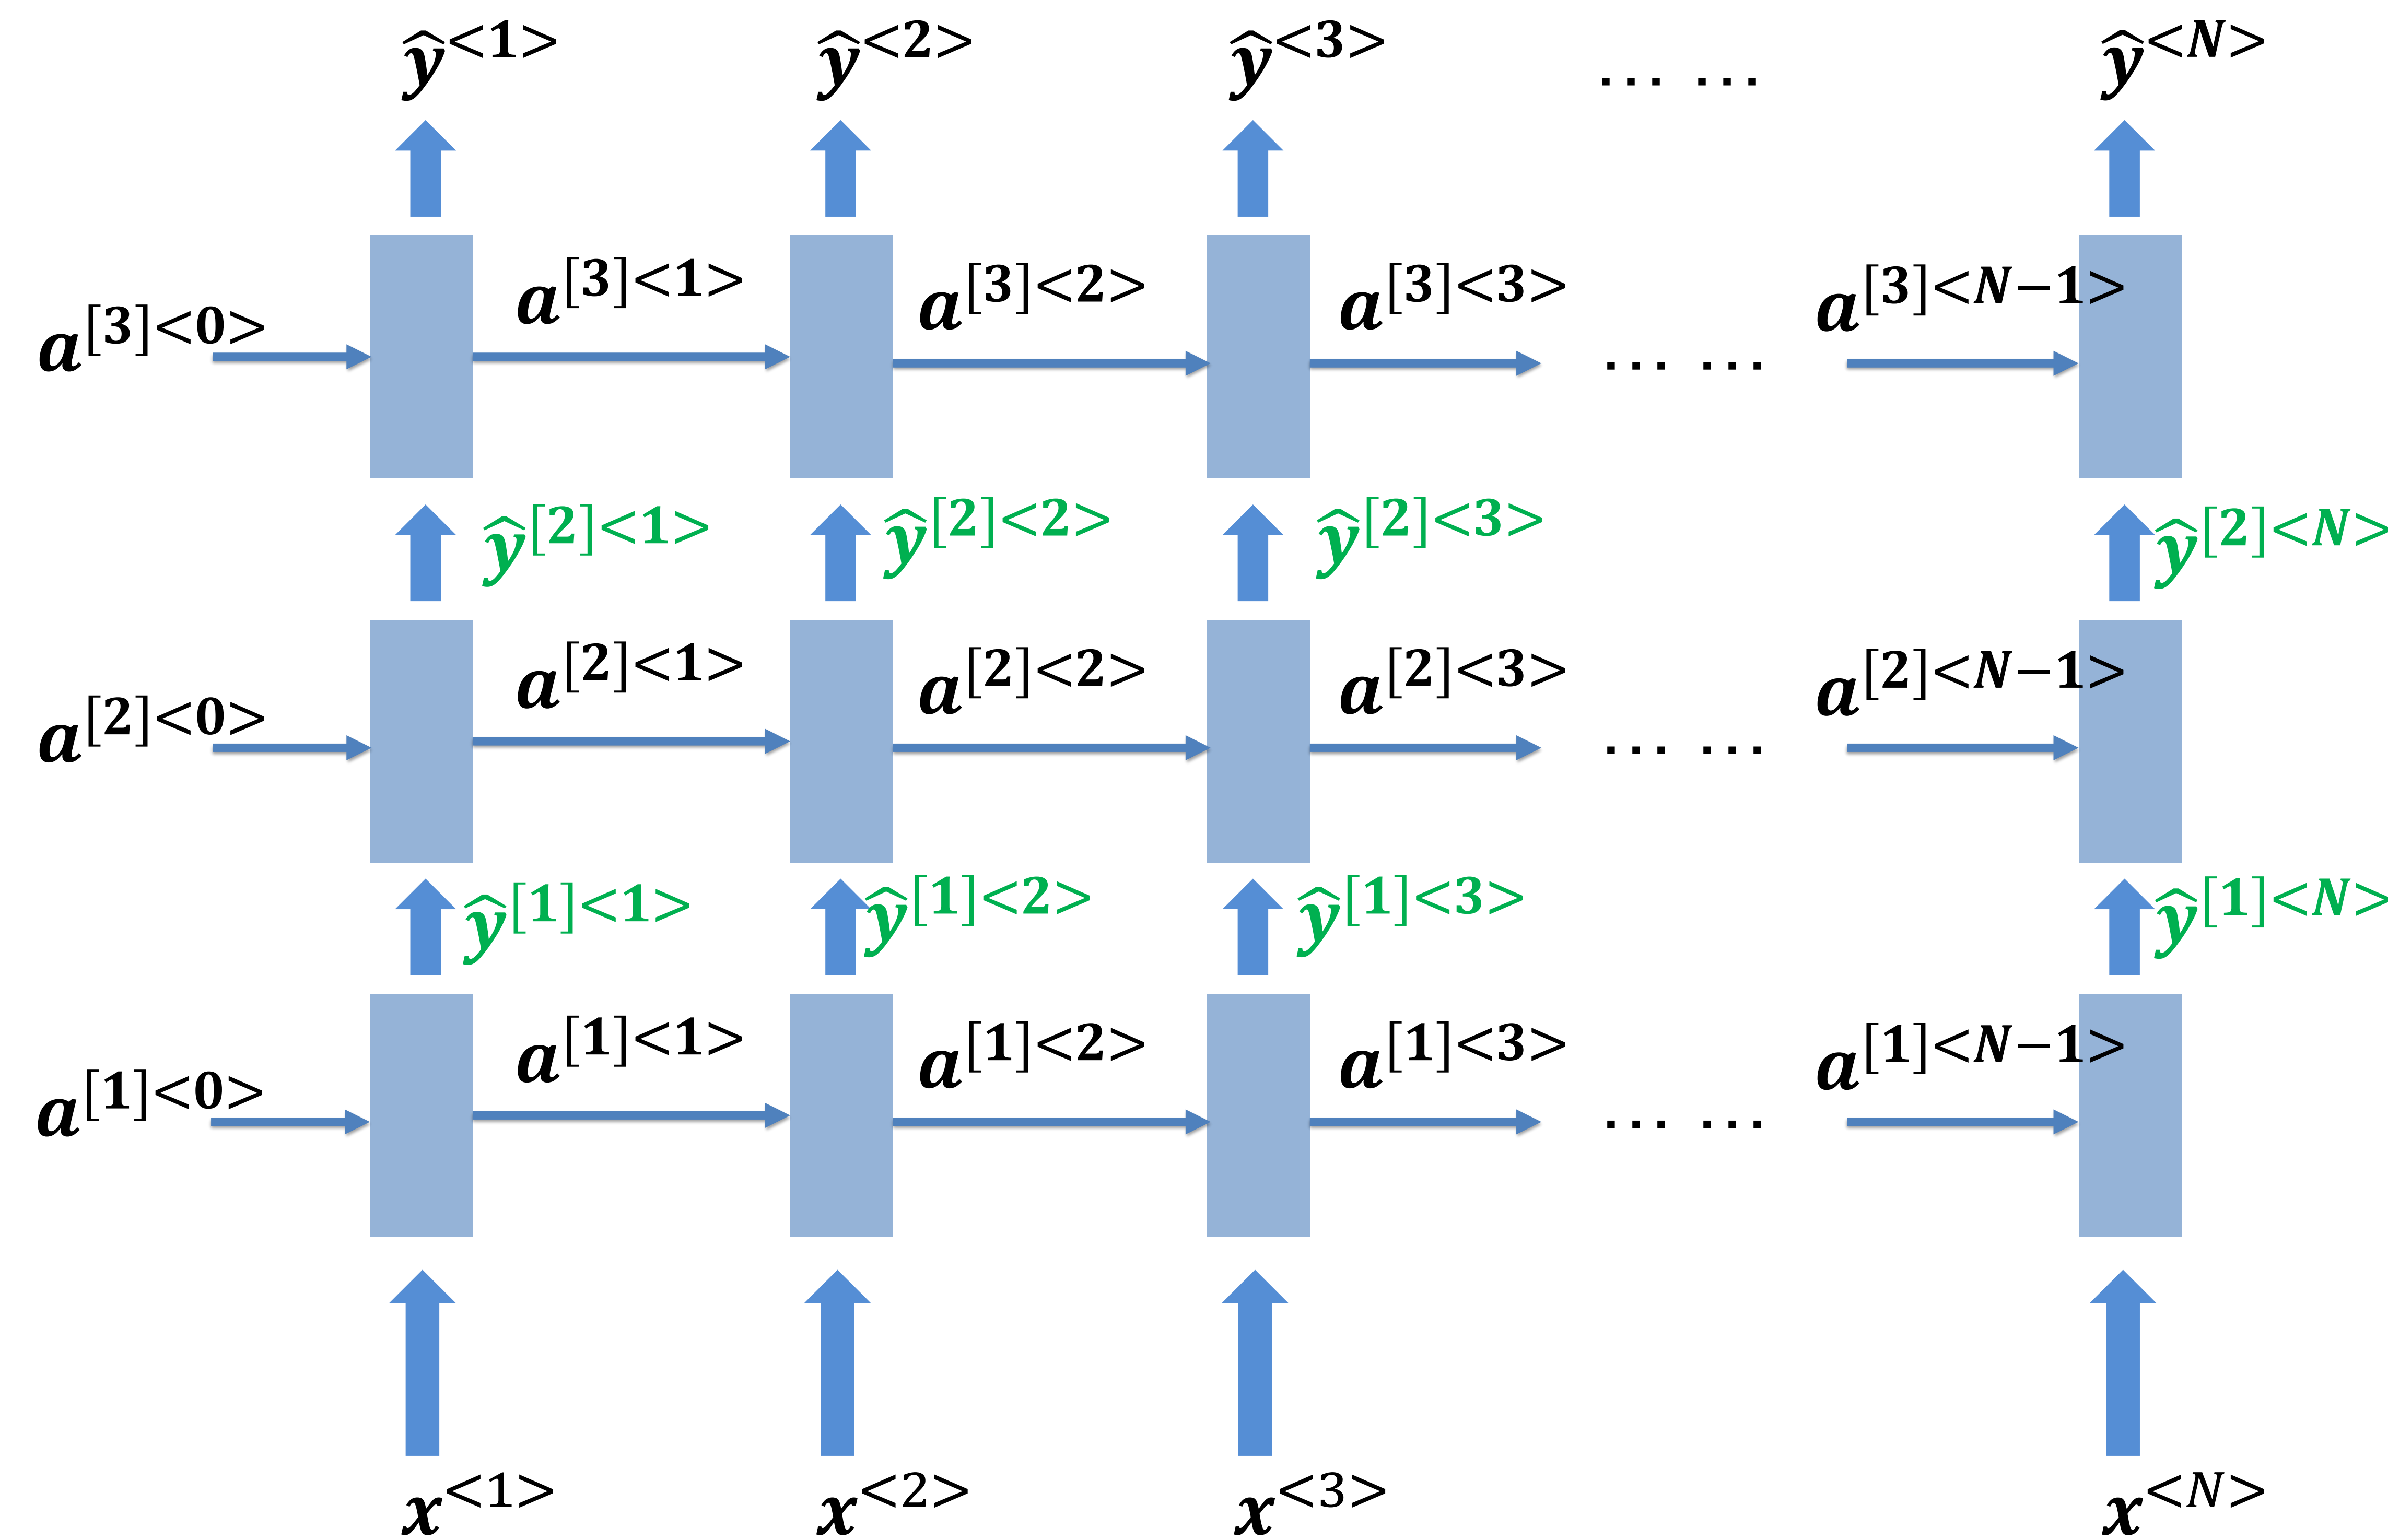 ŷ<1> ŷ<2> ŷ<3> … … ŷ<N>
a[3]<0> a[3]<1> a[3]<2> a[3]<3> … … a[3]<N−1>
ŷ[2]<1> ŷ[2]<2> ŷ[2]<3> ŷ[2]<N>
a[2]<0> a[2]<1> a[2]<2> a[2]<3> … … a[2]<N−1>
ŷ[1]<1> ŷ[1]<2> ŷ[1]<3> ŷ[1]<N>
a[1]<0> a[1]<1> a[1]<2> a[1]<3> … … a[1]<N−1>
x<1> x<2> x<3> x<N>